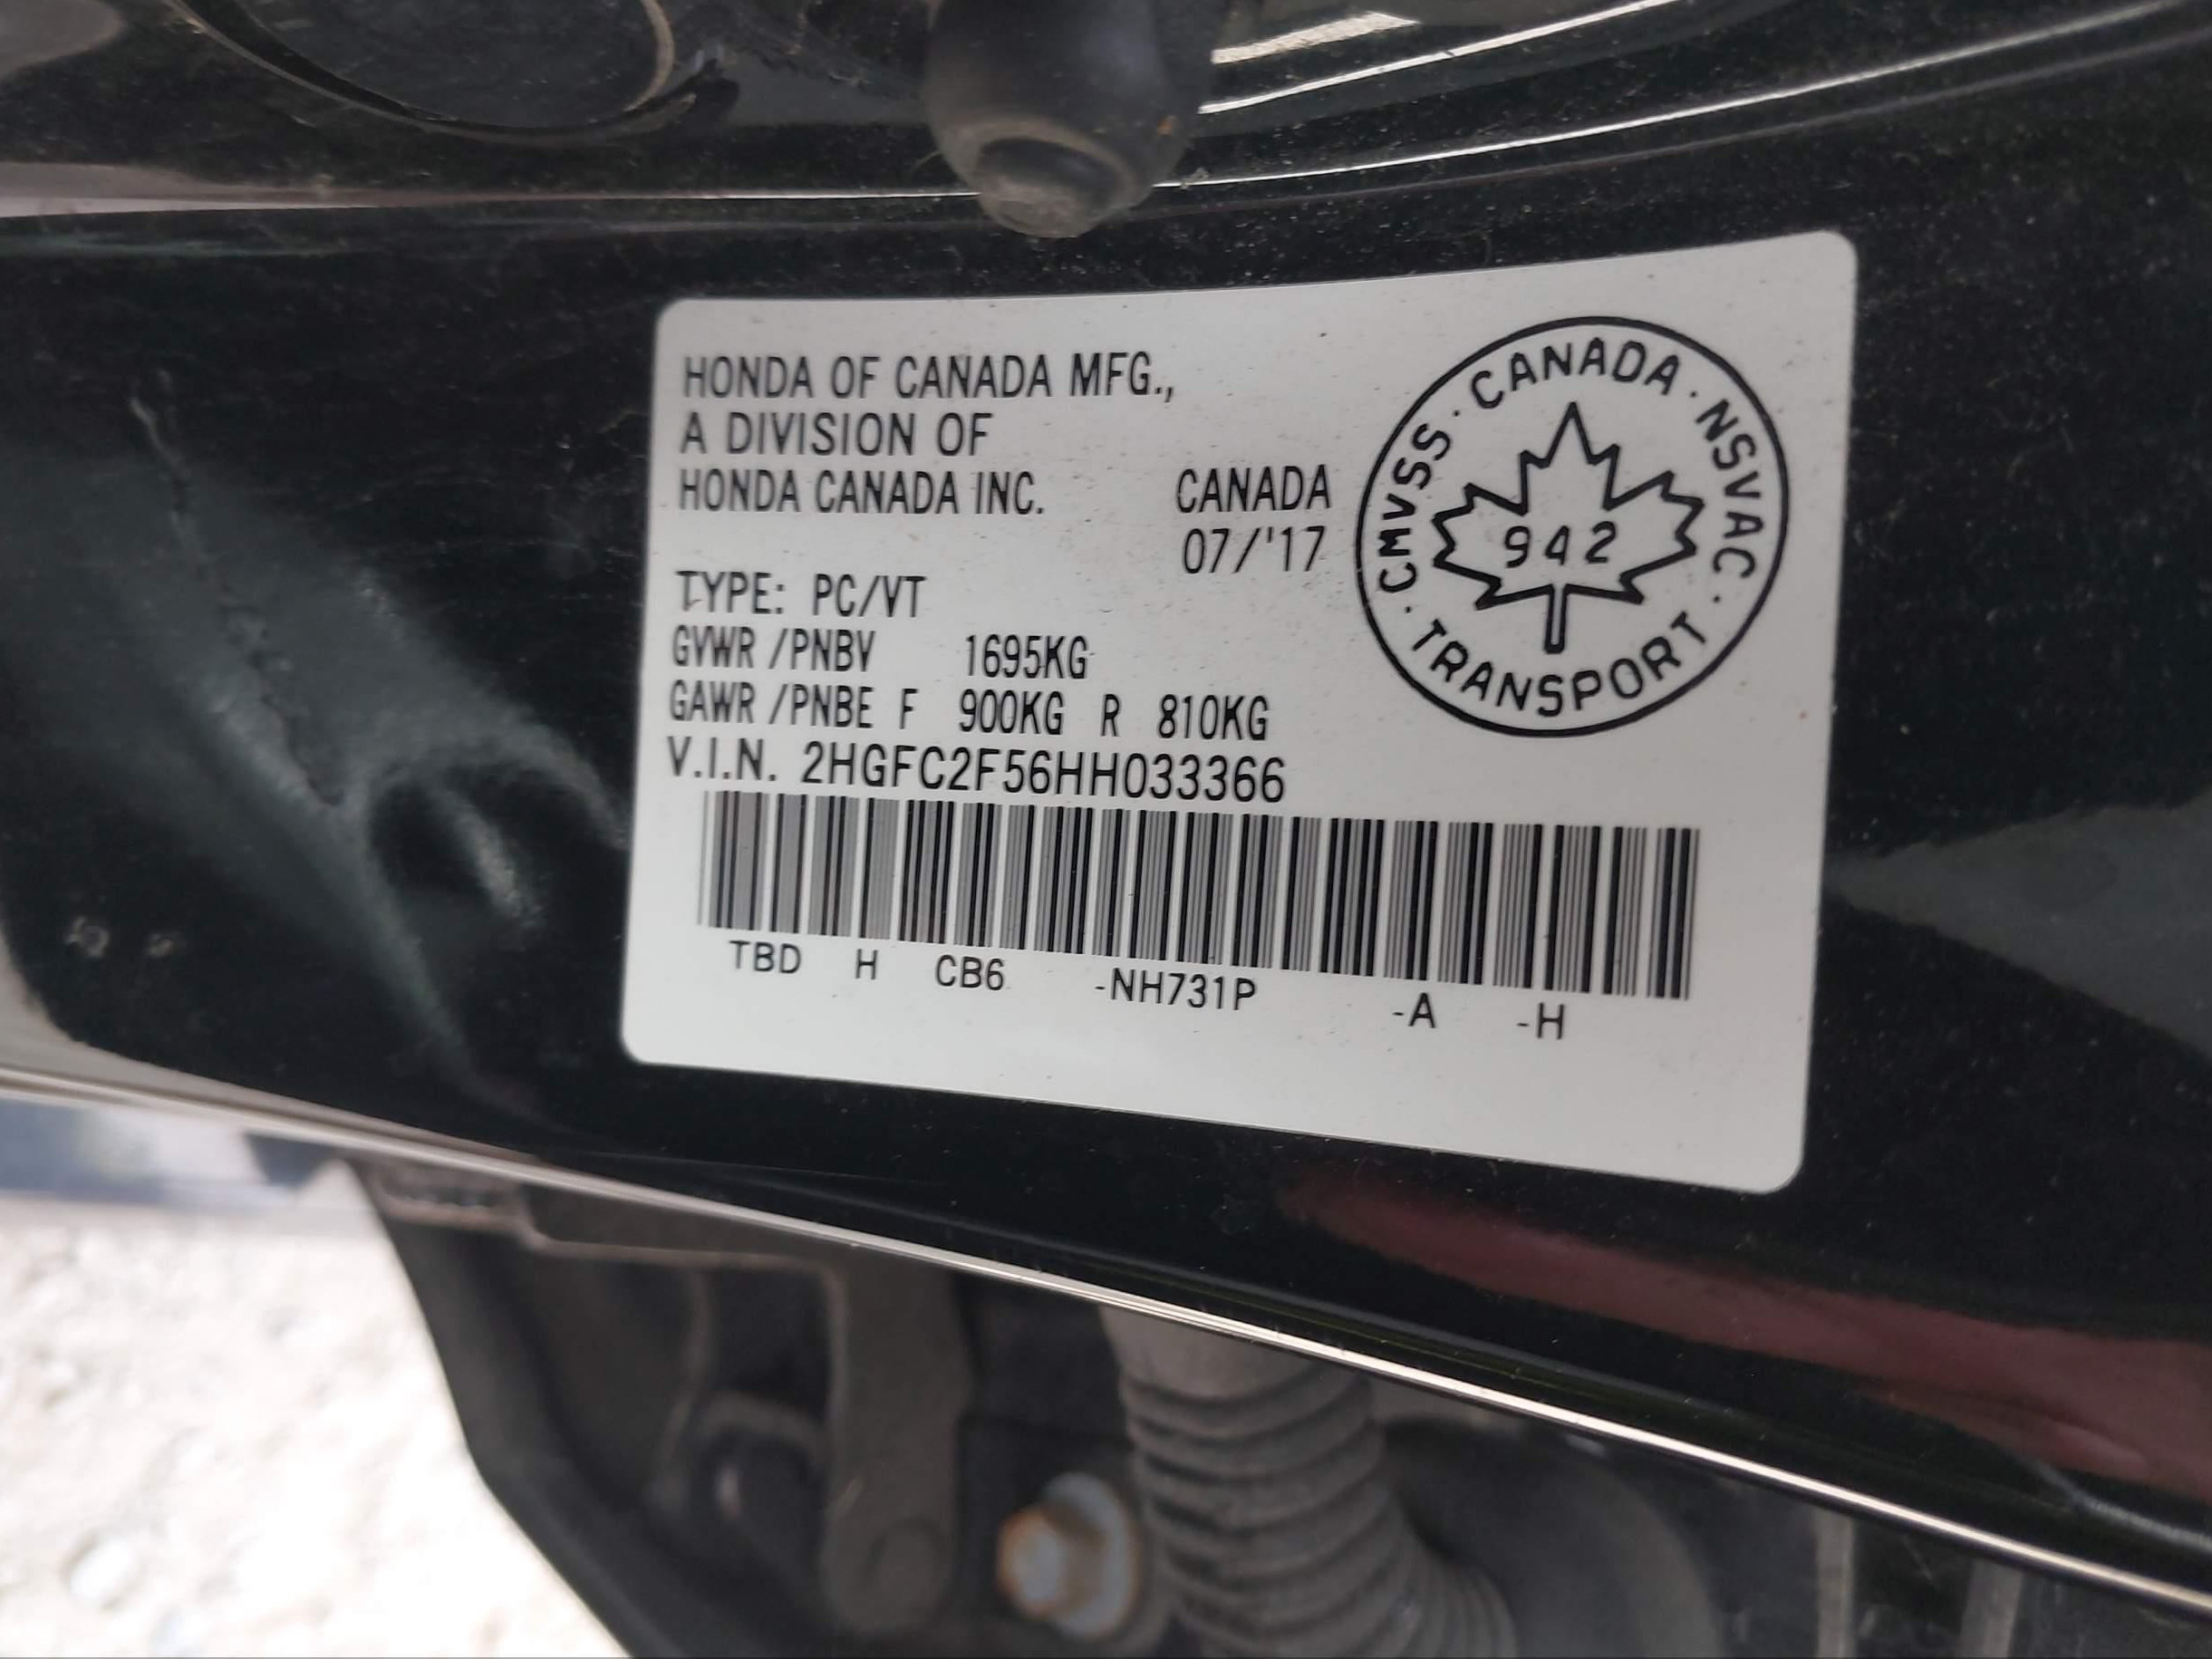 HONDA OF CANADA MFG.,
A DIVISION OF
HONDA CANADA INC. CANADA
07/'17
TYPE: PC/VT
GVWR /PNBV 1695KG
GAWR /PNBE F 900KG R 810KG
V.I.N. 2HGFC2F56HH033366
TBD H CB6 -NH731P -A -H
CMVSS · CANADA · NSVAC ·
942
· TRANSPORT